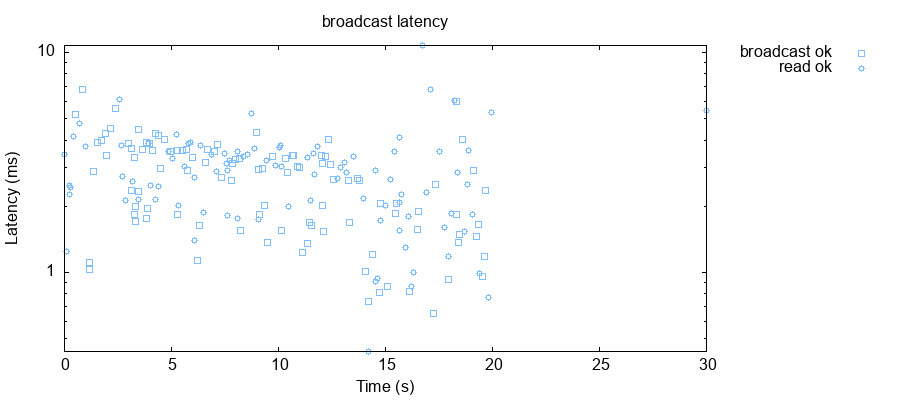 broadcast latency
broadcast ok
read ok
10
1
Latency (ms)
0 5 10 15 20 25 30
Time (s)